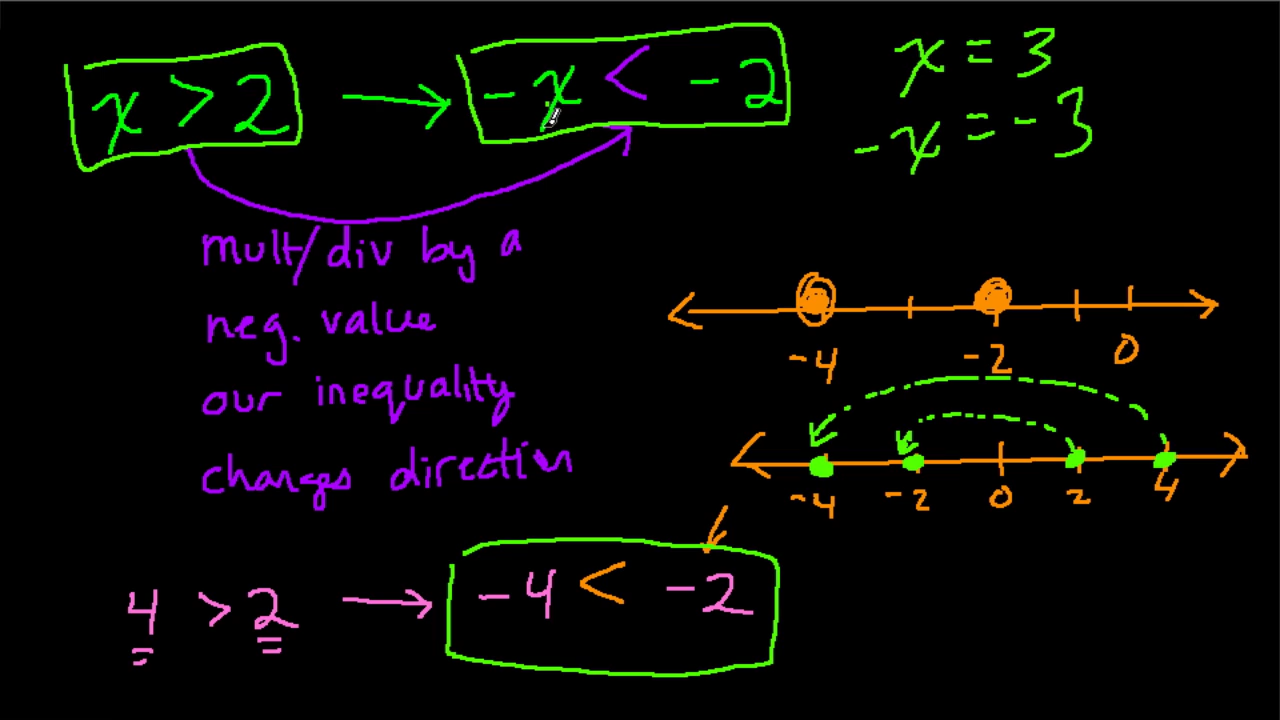 x > 2 → -x < -2
x = 3
-x = -3
mult/div by a
neg. value
our inequality
changes direction
-4 -2 0
-4 -2 0 2 4
4 > 2 → -4 < -2